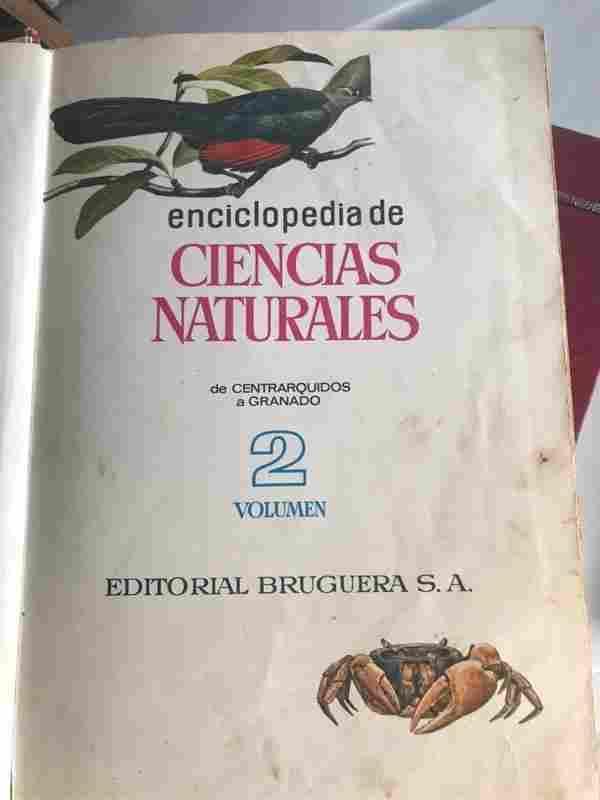 enciclopedia de
CIENCIAS
NATURALES
de CENTRARQUIDOS
a GRANADO
2
VOLUMEN
EDITORIAL BRUGUERA S. A.